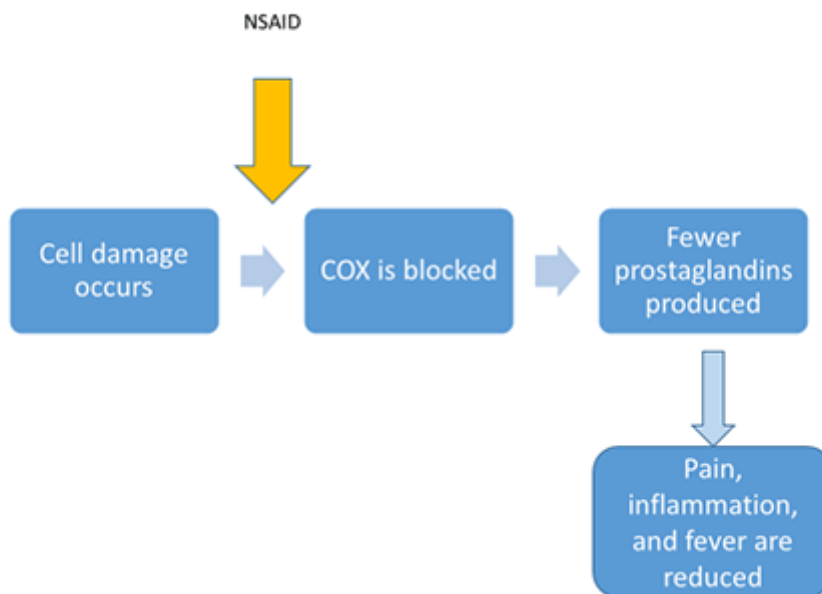 NSAID
Cell damage
occurs
COX is blocked
Fewer
prostaglandins
produced
Pain,
inflammation,
and fever are
reduced